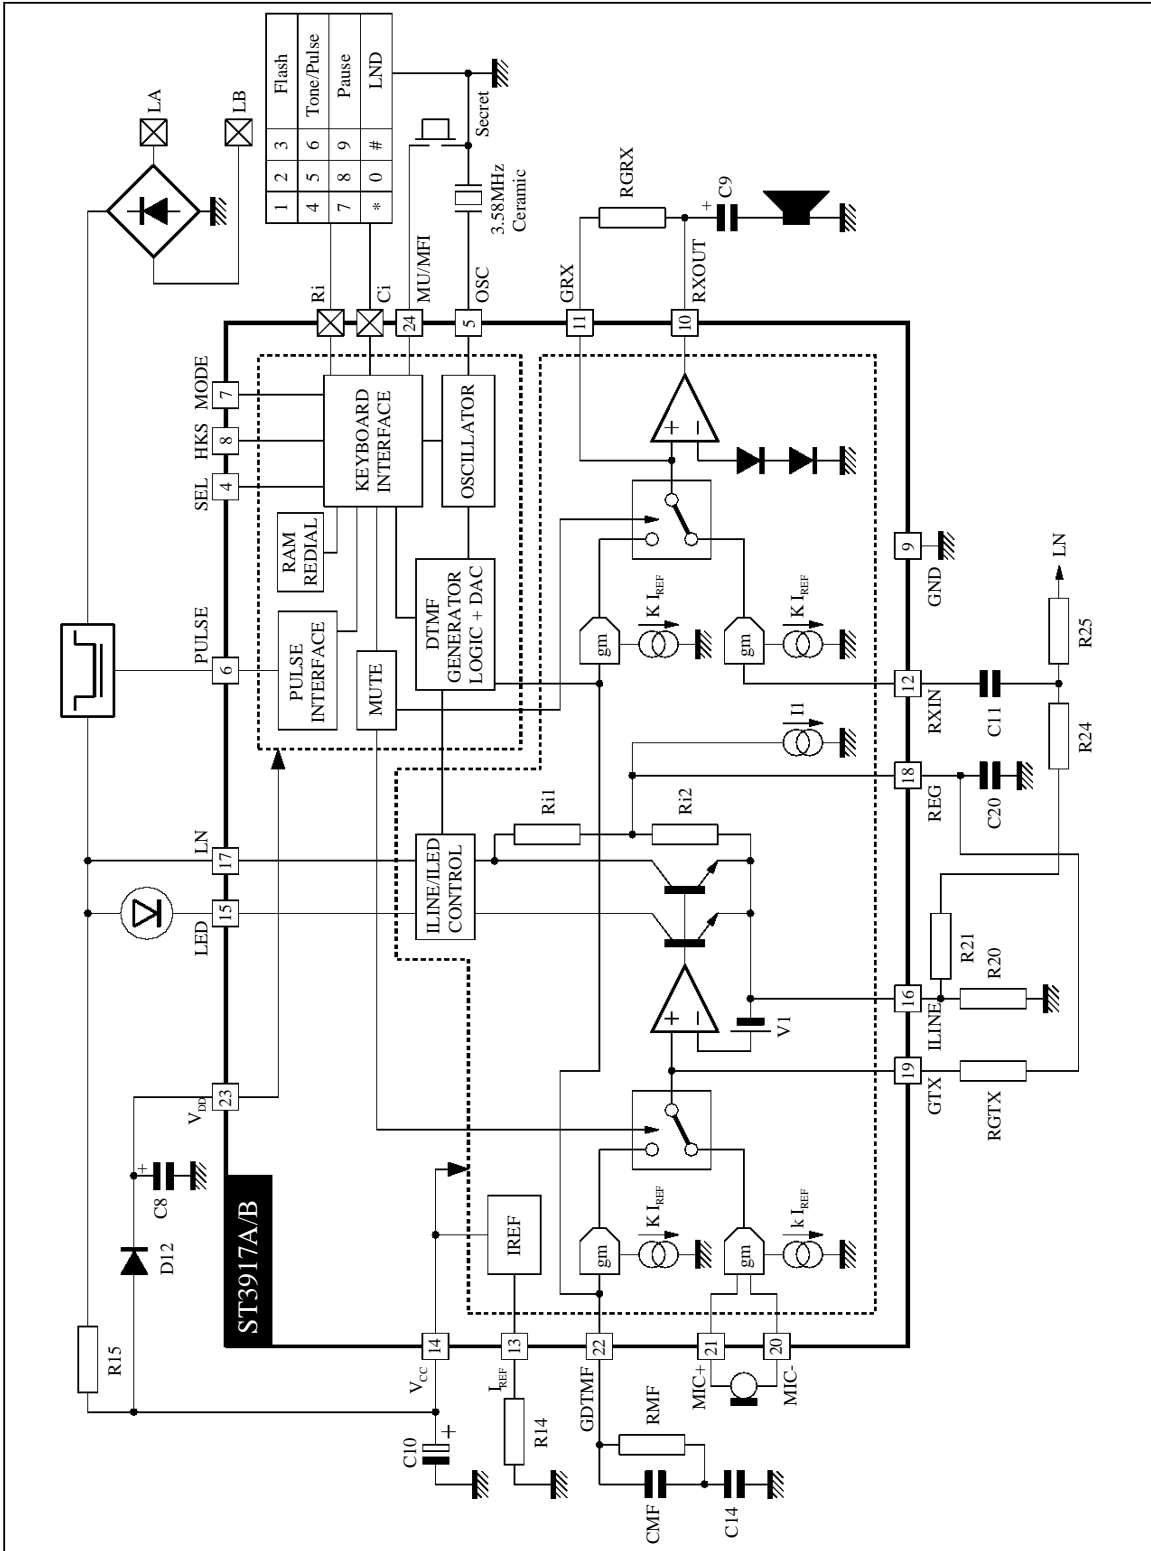 LA
LB
1 2 3 Flash
4 5 6 Tone/Pulse
7 8 9 Pause
* 0 # LND
Secret
3.58MHz
Ceramic
Ri
Ci
24
MU/MFI
5
OSC
11
GRX
RGRX
10
RXOUT
C9
+
7
MODE
8
HKS
4
SEL
6
PULSE
17
LN
15
LED
23
VDD
KEYBOARD
INTERFACE
OSCILLATOR
RAM
REDIAL
PULSE
INTERFACE
MUTE
DTMF
GENERATOR
LOGIC + DAC
ILINE/ILED
CONTROL
Ri1
Ri2
I1
gm
K IREF
gm
K IREF
+
−
+
−
V1
IREF
gm
K IREF
gm
k IREF
9
GND
12
RXIN
C11
R25
LN
R24
18
REG
C20
16
ILINE
R21
R20
19
GTX
RGTX
C8
+
D12
R15
ST3917A/B
14
VCC
C10
+
13
IREF
R14
22
GDTMF
RMF
CMF
C14
21
MIC+
20
MIC-